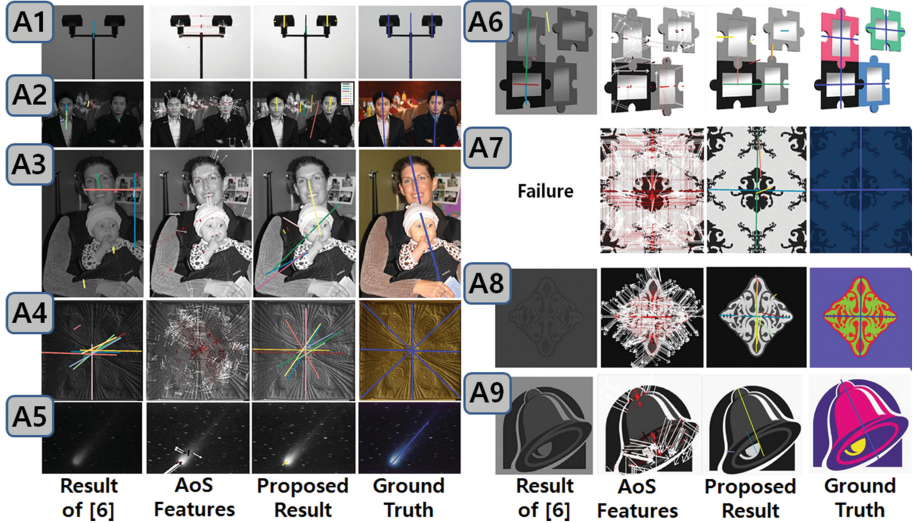 A1
A2
A3
A4
A5
Result
of [6]
AoS
Features
Proposed
Result
Ground
Truth
A6
A7
Failure
A8
A9
Result
of [6]
AoS
Features
Proposed
Result
Ground
Truth